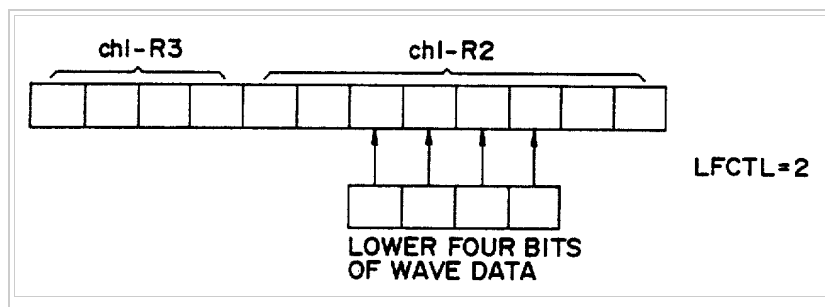 chl-R3
chl-R2
LFCTL=2
LOWER FOUR BITS
OF WAVE DATA